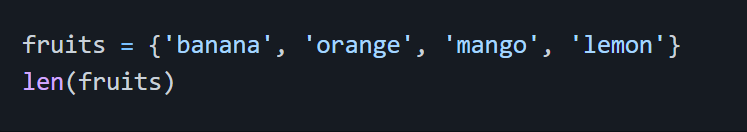 fruits = {'banana', 'orange', 'mango', 'lemon'}
len(fruits)